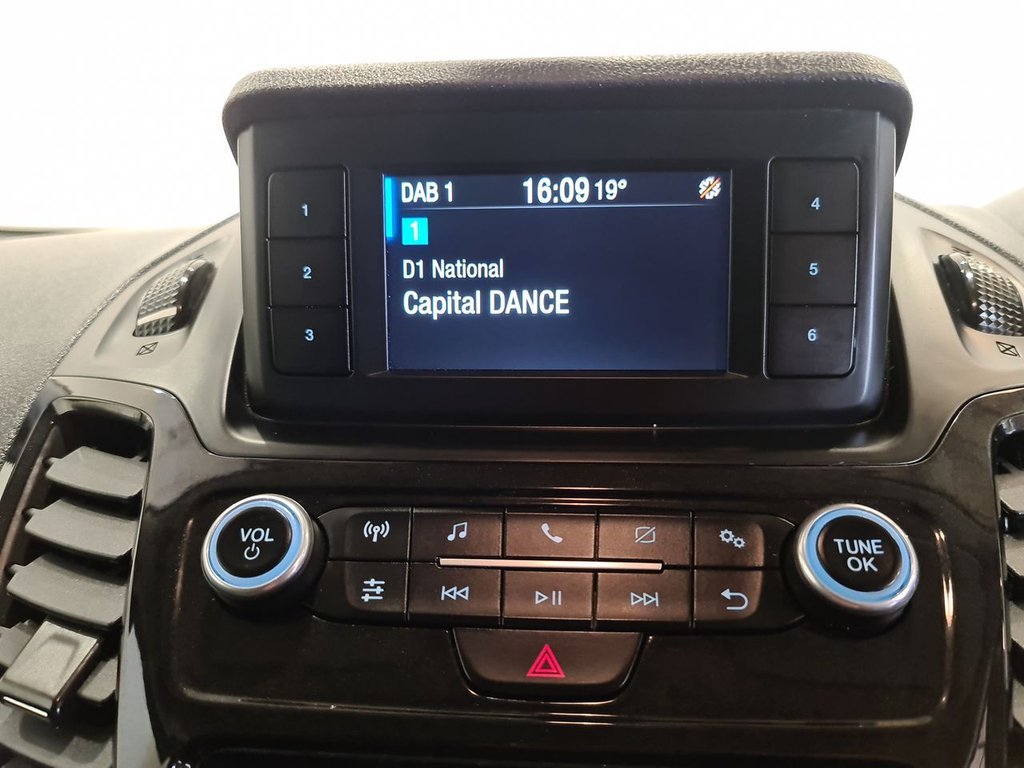 DAB 1 16:09 19°
1
D1 National
Capital DANCE
1
2
3
4
5
6
VOL
TUNE
OK